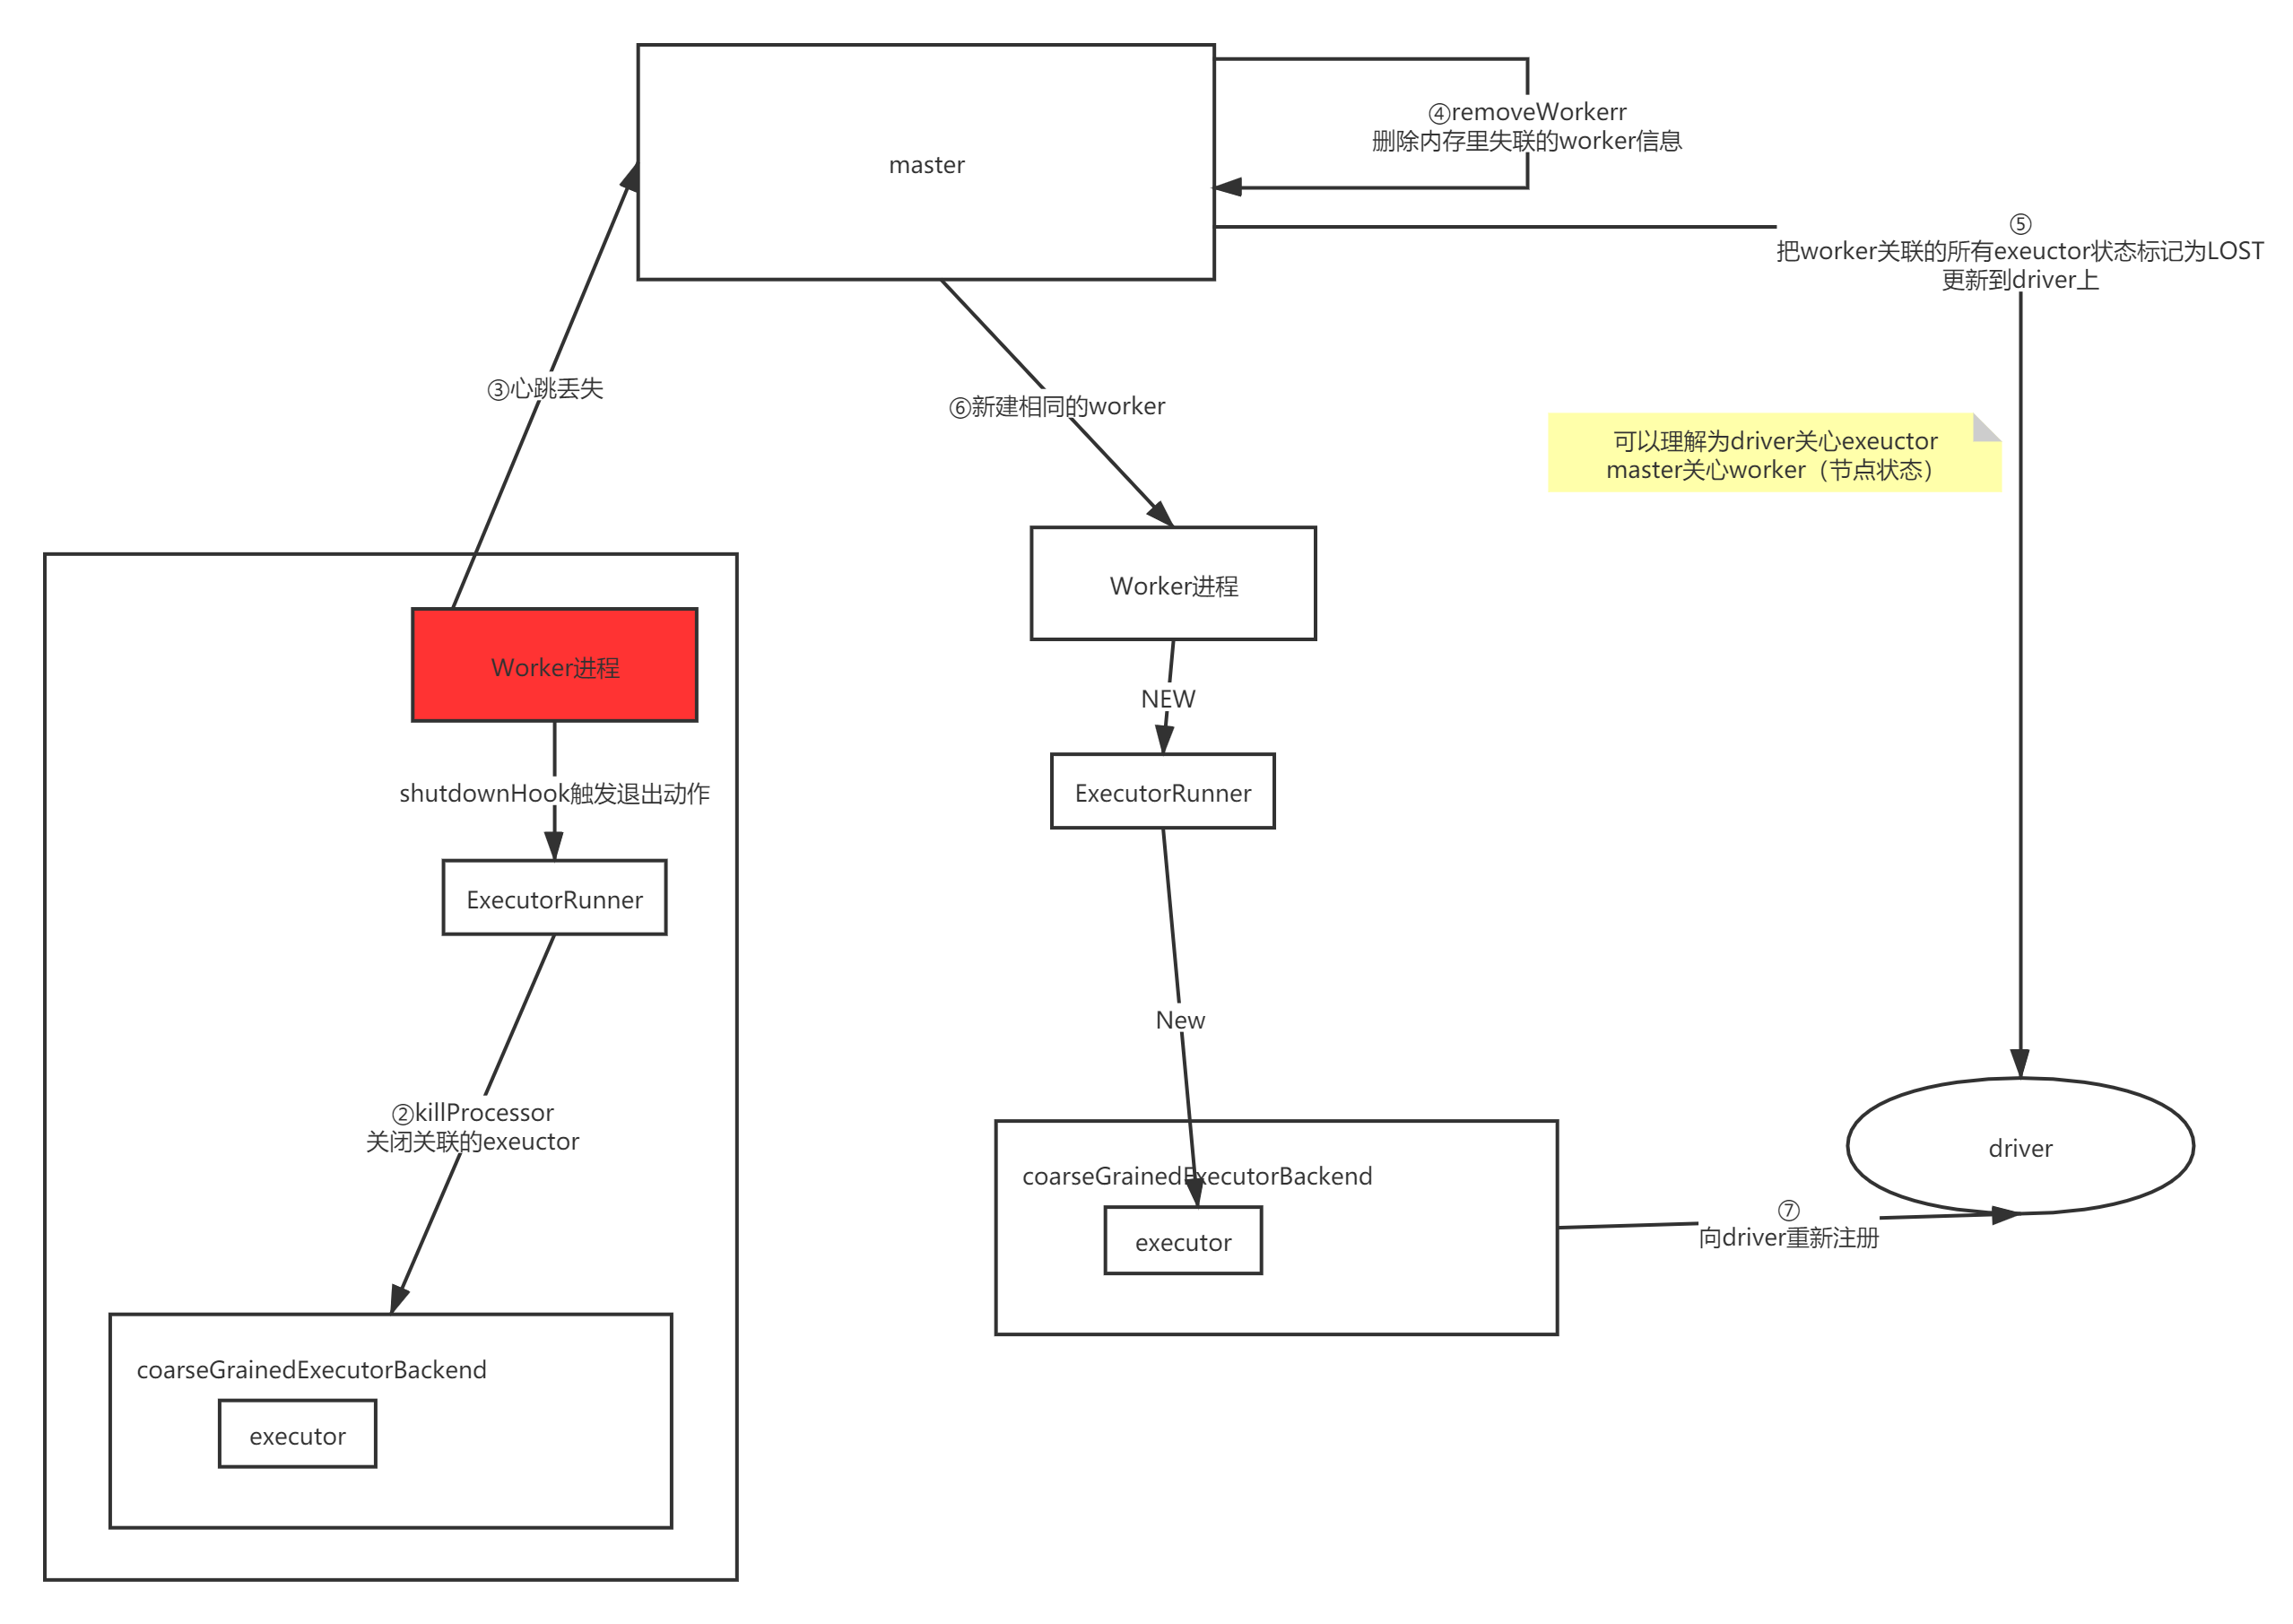 master
④removeWorkerr
删除内存里失联的worker信息
⑤
把worker关联的所有exeuctor状态标记为LOST
更新到driver上
③心跳丢失
⑥新建相同的worker
可以理解为driver关心exeuctor
master关心worker（节点状态）
Worker进程
Worker进程
NEW
shutdownHook触发退出动作
ExecutorRunner
ExecutorRunner
New
②killProcessor
关闭关联的exeuctor
coarseGrainedExecutorBackend
executor
driver
⑦
向driver重新注册
coarseGrainedExecutorBackend
executor